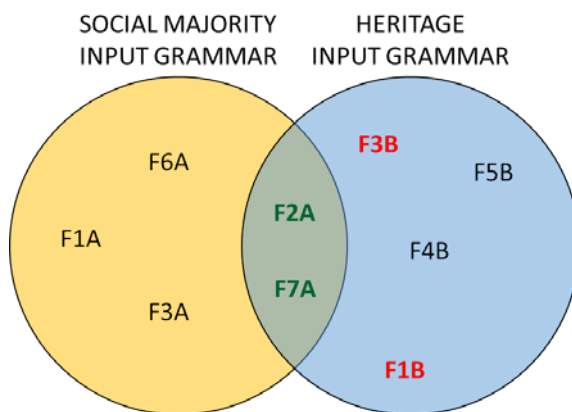 SOCIAL MAJORITY
INPUT GRAMMAR
HERITAGE
INPUT GRAMMAR
F6A
F1A
F3A
F2A
F7A
F3B
F5B
F4B
F1B